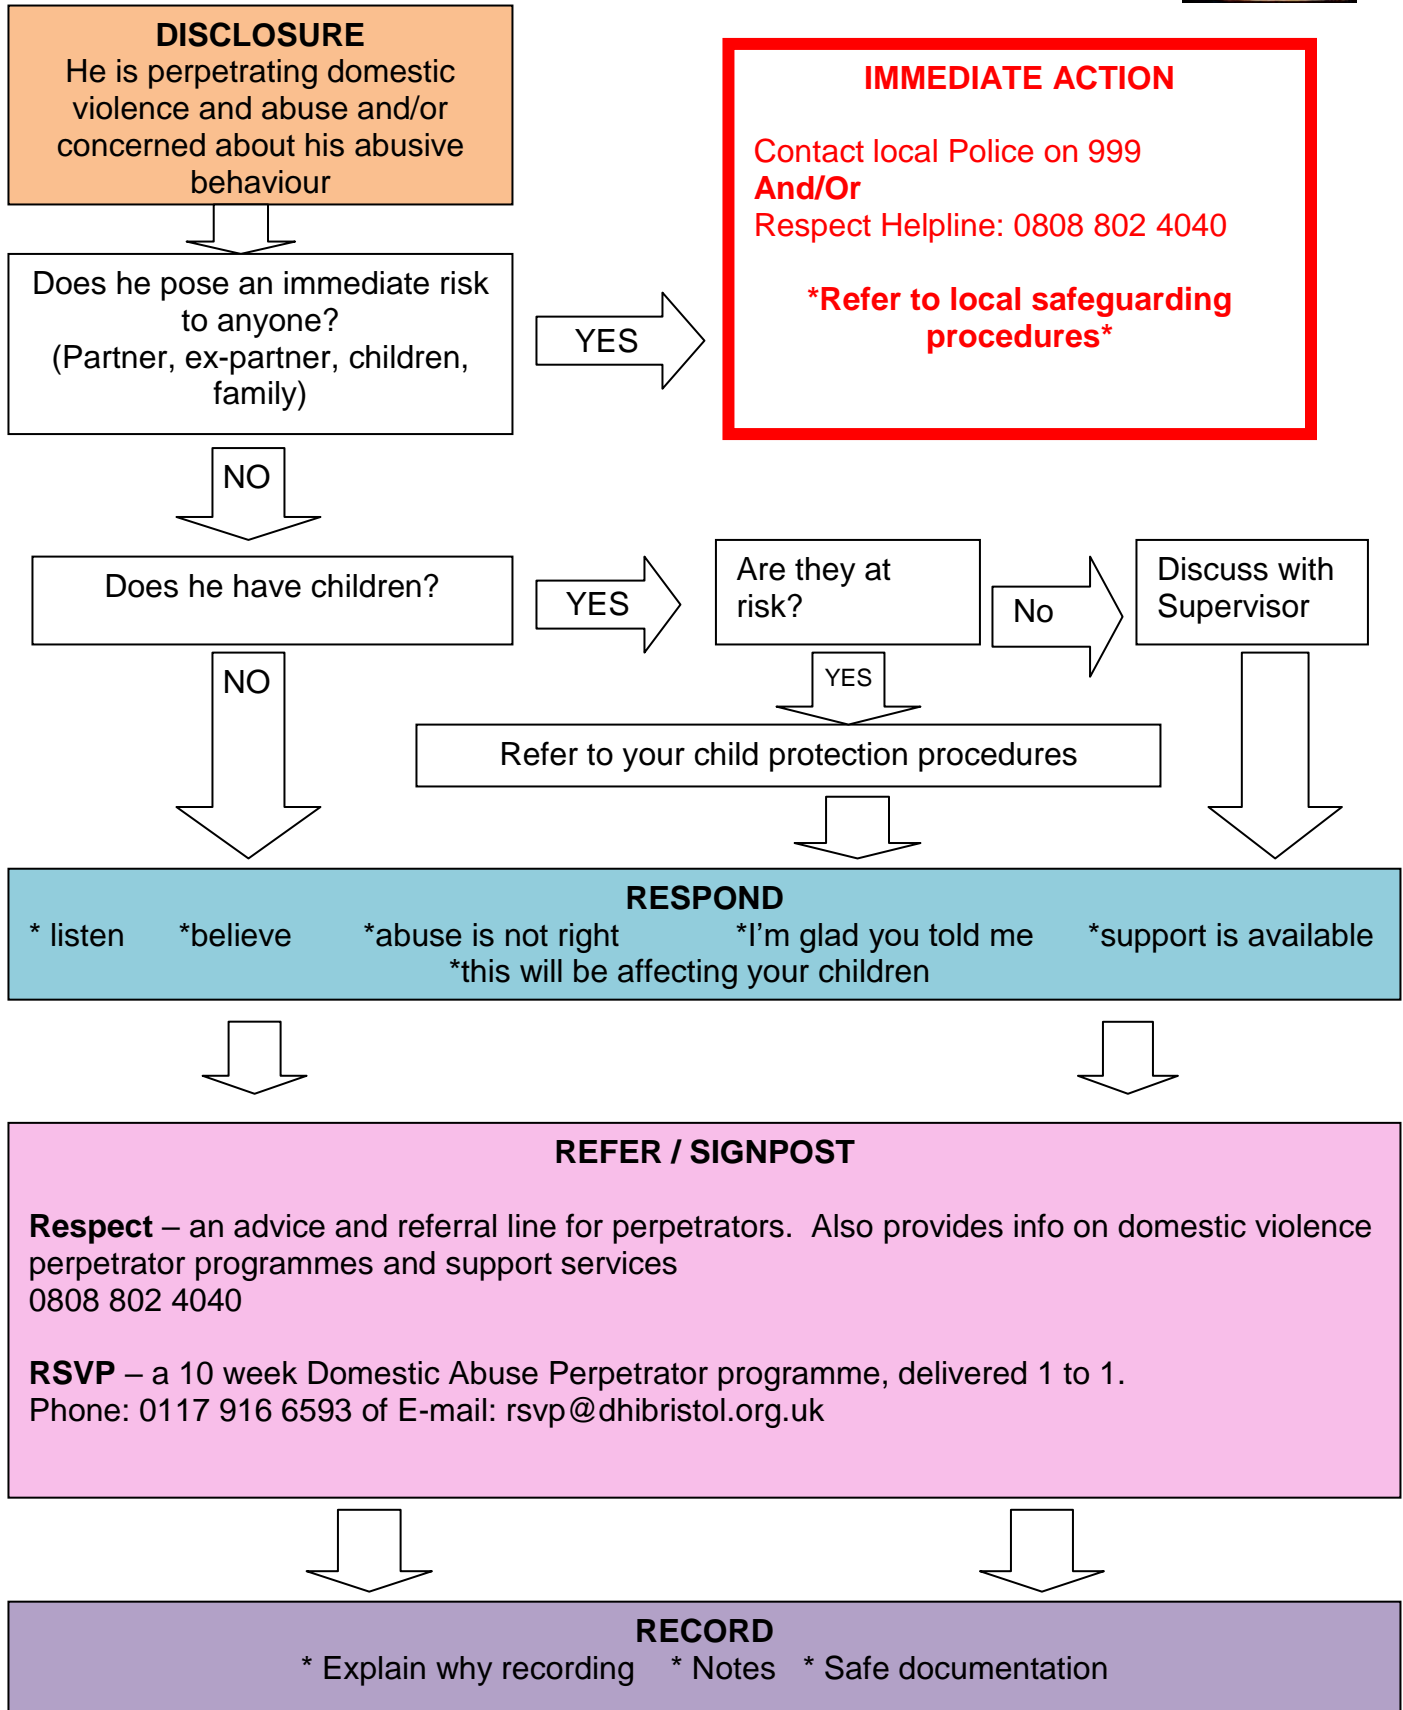 DISCLOSURE
He is perpetrating domestic
violence and abuse and/or
concerned about his abusive
behaviour
IMMEDIATE ACTION
Contact local Police on 999
And/Or
Respect Helpline: 0808 802 4040
*Refer to local safeguarding
procedures*
Does he pose an immediate risk
to anyone?
(Partner, ex-partner, children,
family)
YES
NO
Does he have children?
YES
Are they at
risk?
No
Discuss with
Supervisor
NO
YES
Refer to your child protection procedures
RESPOND
* listen *believe *abuse is not right *I’m glad you told me *support is available
*this will be affecting your children
REFER / SIGNPOST
Respect – an advice and referral line for perpetrators. Also provides info on domestic violence
perpetrator programmes and support services
0808 802 4040
RSVP – a 10 week Domestic Abuse Perpetrator programme, delivered 1 to 1.
Phone: 0117 916 6593 of E-mail: rsvp@dhibristol.org.uk
RECORD
* Explain why recording * Notes * Safe documentation